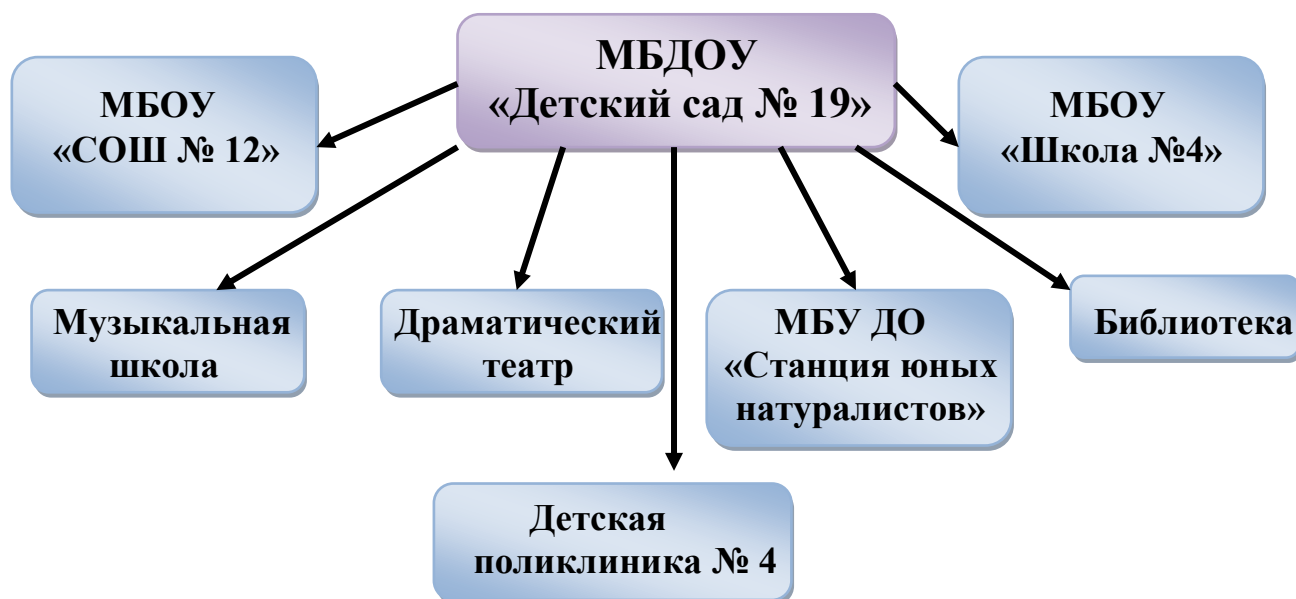 МБДОУ
«Детский сад № 19»
МБОУ
«СОШ № 12»
МБОУ
«Школа №4»
Музыкальная
школа
Драматический
театр
МБУ ДО
«Станция юных
натуралистов»
Библиотека
Детская
поликлиника № 4